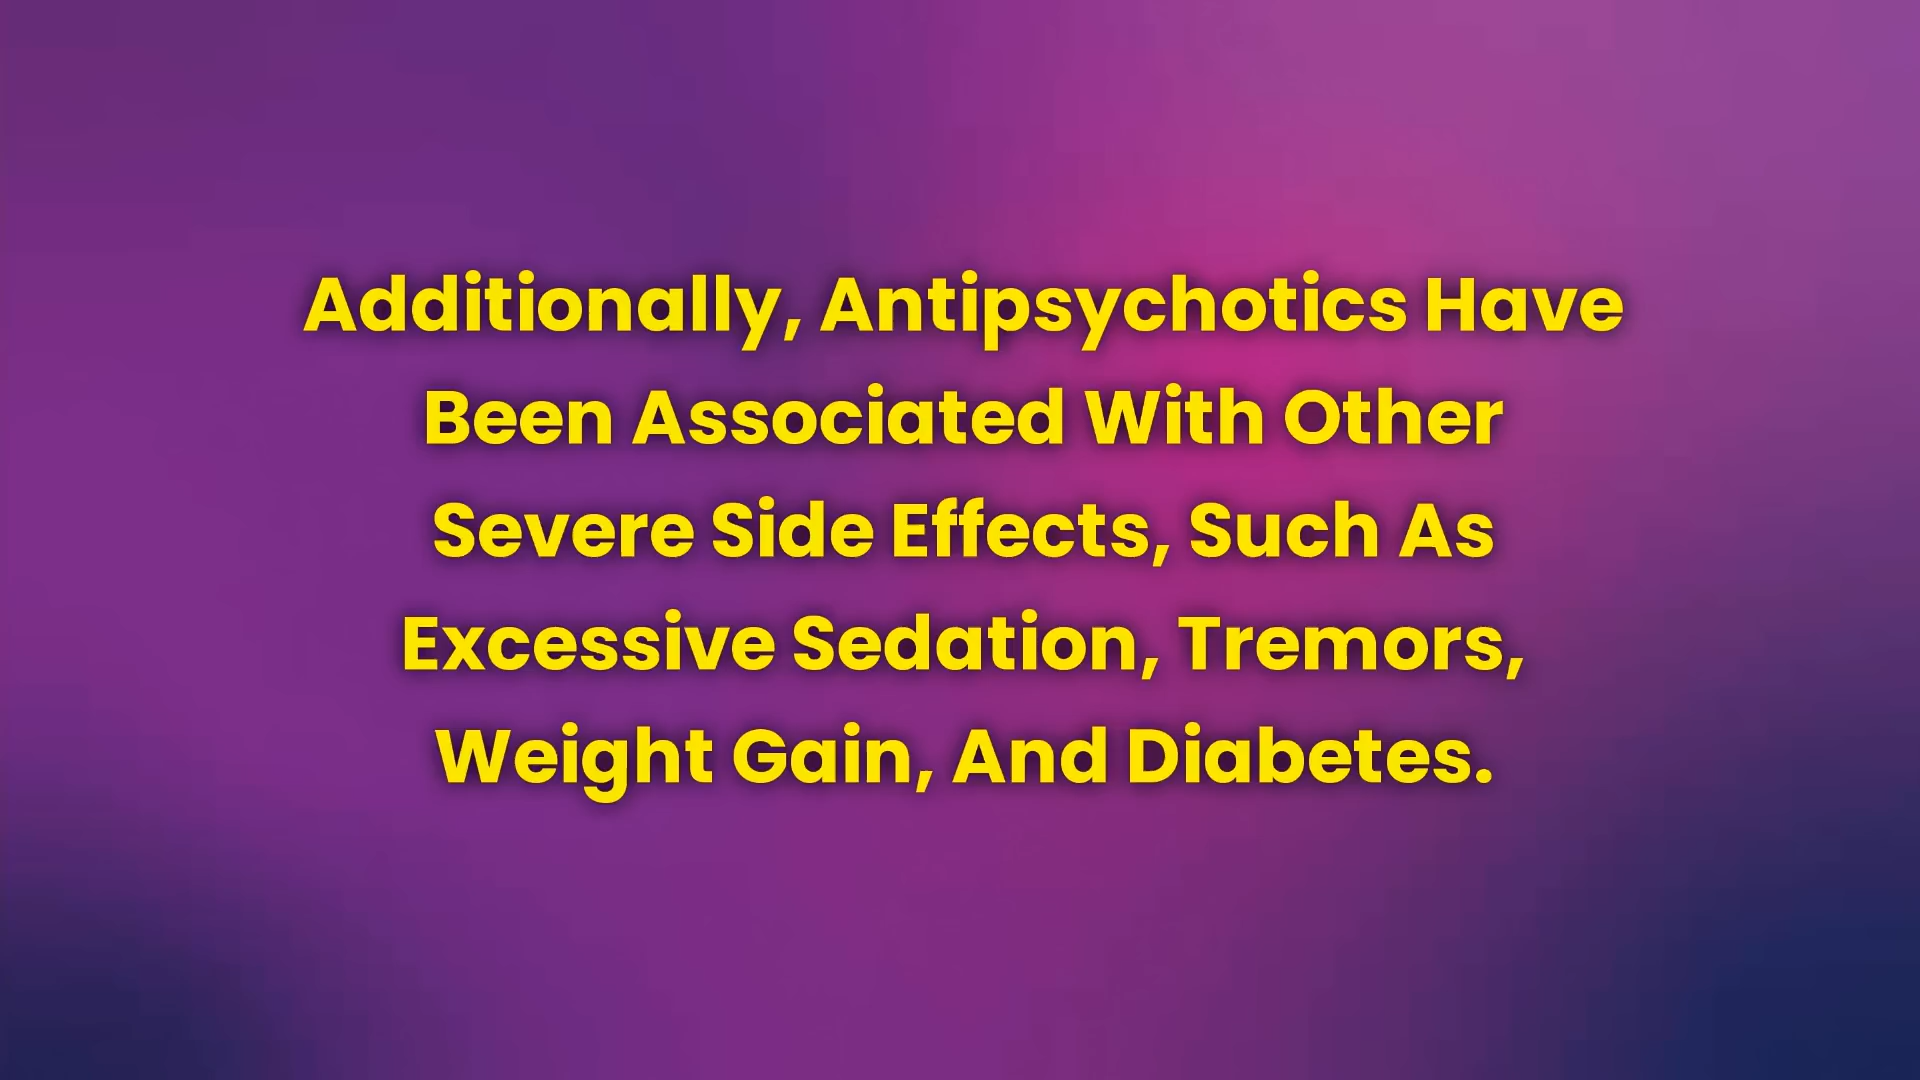 Additionally, Antipsychotics Have
Been Associated With Other
Severe Side Effects, Such As
Excessive Sedation, Tremors,
Weight Gain, And Diabetes.